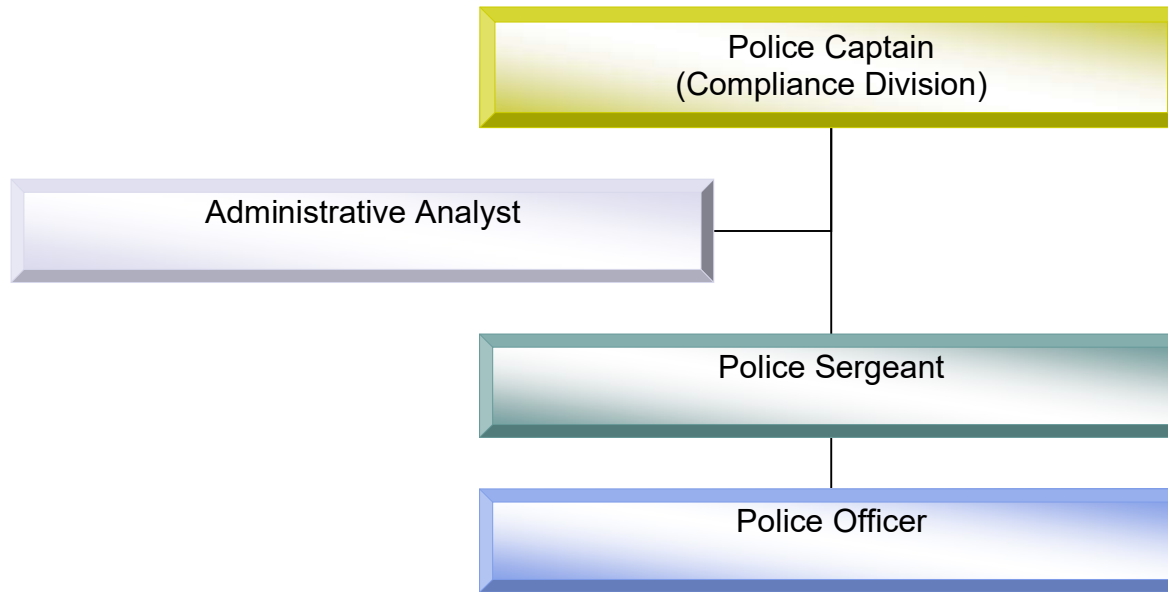 Police Captain
(Compliance Division)
Administrative Analyst
Police Sergeant
Police Officer